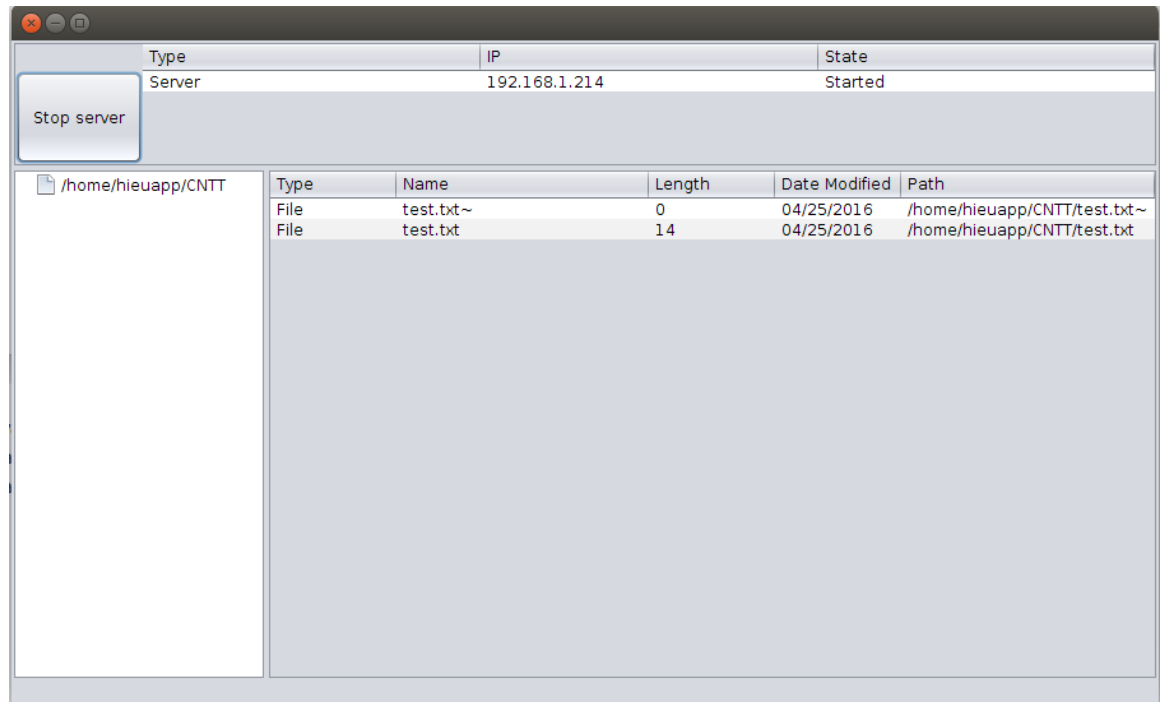 Type IP State
Server 192.168.1.214 Started
Stop server
/home/hieuapp/CNTT
Type Name Length Date Modified Path
File test.txt~ 0 04/25/2016 /home/hieuapp/CNTT/test.txt~
File test.txt 14 04/25/2016 /home/hieuapp/CNTT/test.txt